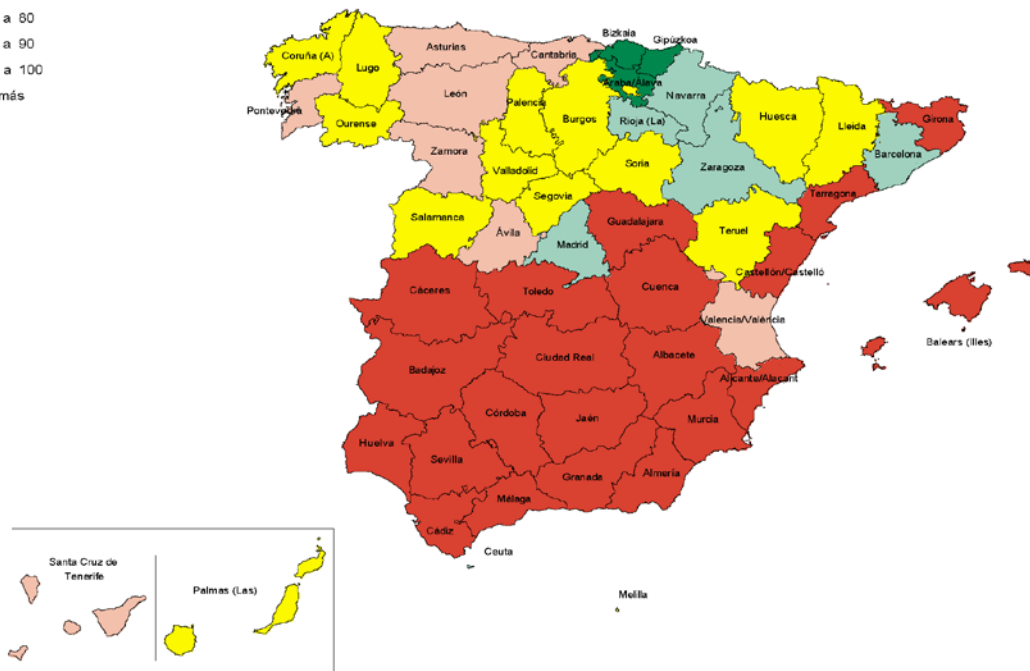 a 80
a 90
a 100
más
Bizkaia
Gipúzkoa
Coruña (A)
Lugo
Asturias
Cantabria
Araba/Álava
Navarra
Pontevedra
Ourense
León
Palencia
Burgos
Rioja (La)
Huesca
Lleida
Girona
Barcelona
Zamora
Valladolid
Soria
Zaragoza
Tarragona
Segovia
Salamanca
Ávila
Madrid
Guadalajara
Teruel
Castellón/Castelló
Cáceres
Toledo
Cuenca
Valencia/València
Balears (Illes)
Badajoz
Ciudad Real
Albacete
Alicante/Alacant
Córdoba
Jaén
Murcia
Huelva
Sevilla
Granada
Almería
Málaga
Cádiz
Ceuta
Melilla
Santa Cruz de
Tenerife
Palmas (Las)